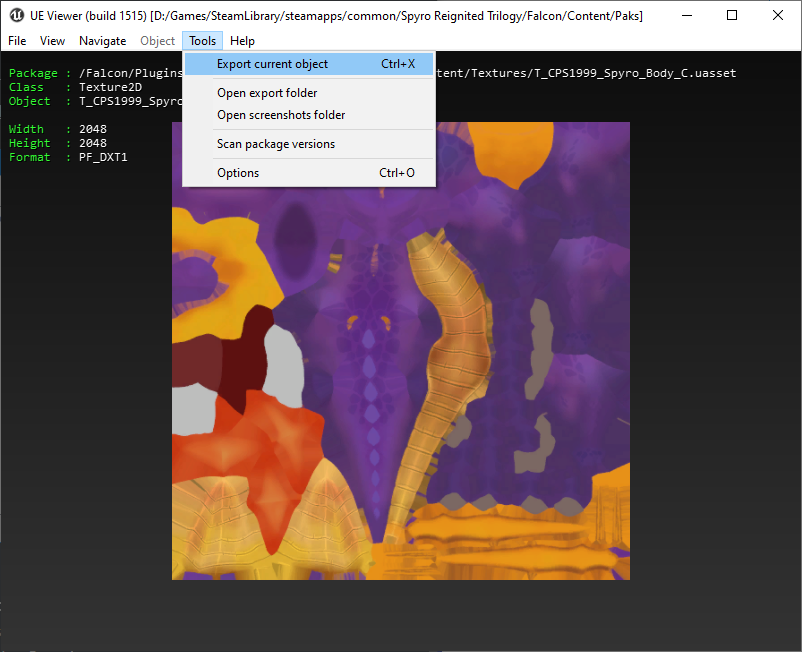 UE Viewer (build 1515) [D:/Games/SteamLibrary/steamapps/common/Spyro Reignited Trilogy/Falcon/Content/Paks]
File View Navigate Object Tools Help
Export current object Ctrl+X
Package : /Falcon/Plugins tent/Textures/T_CPS1999_Spyro_Body_C.uasset
Class : Texture2D
Open export folder
Object : T_CPS1999_Spyro
Open screenshots folder
Width : 2048
Height : 2048
Scan package versions
Format : PF_DXT1
Options Ctrl+O